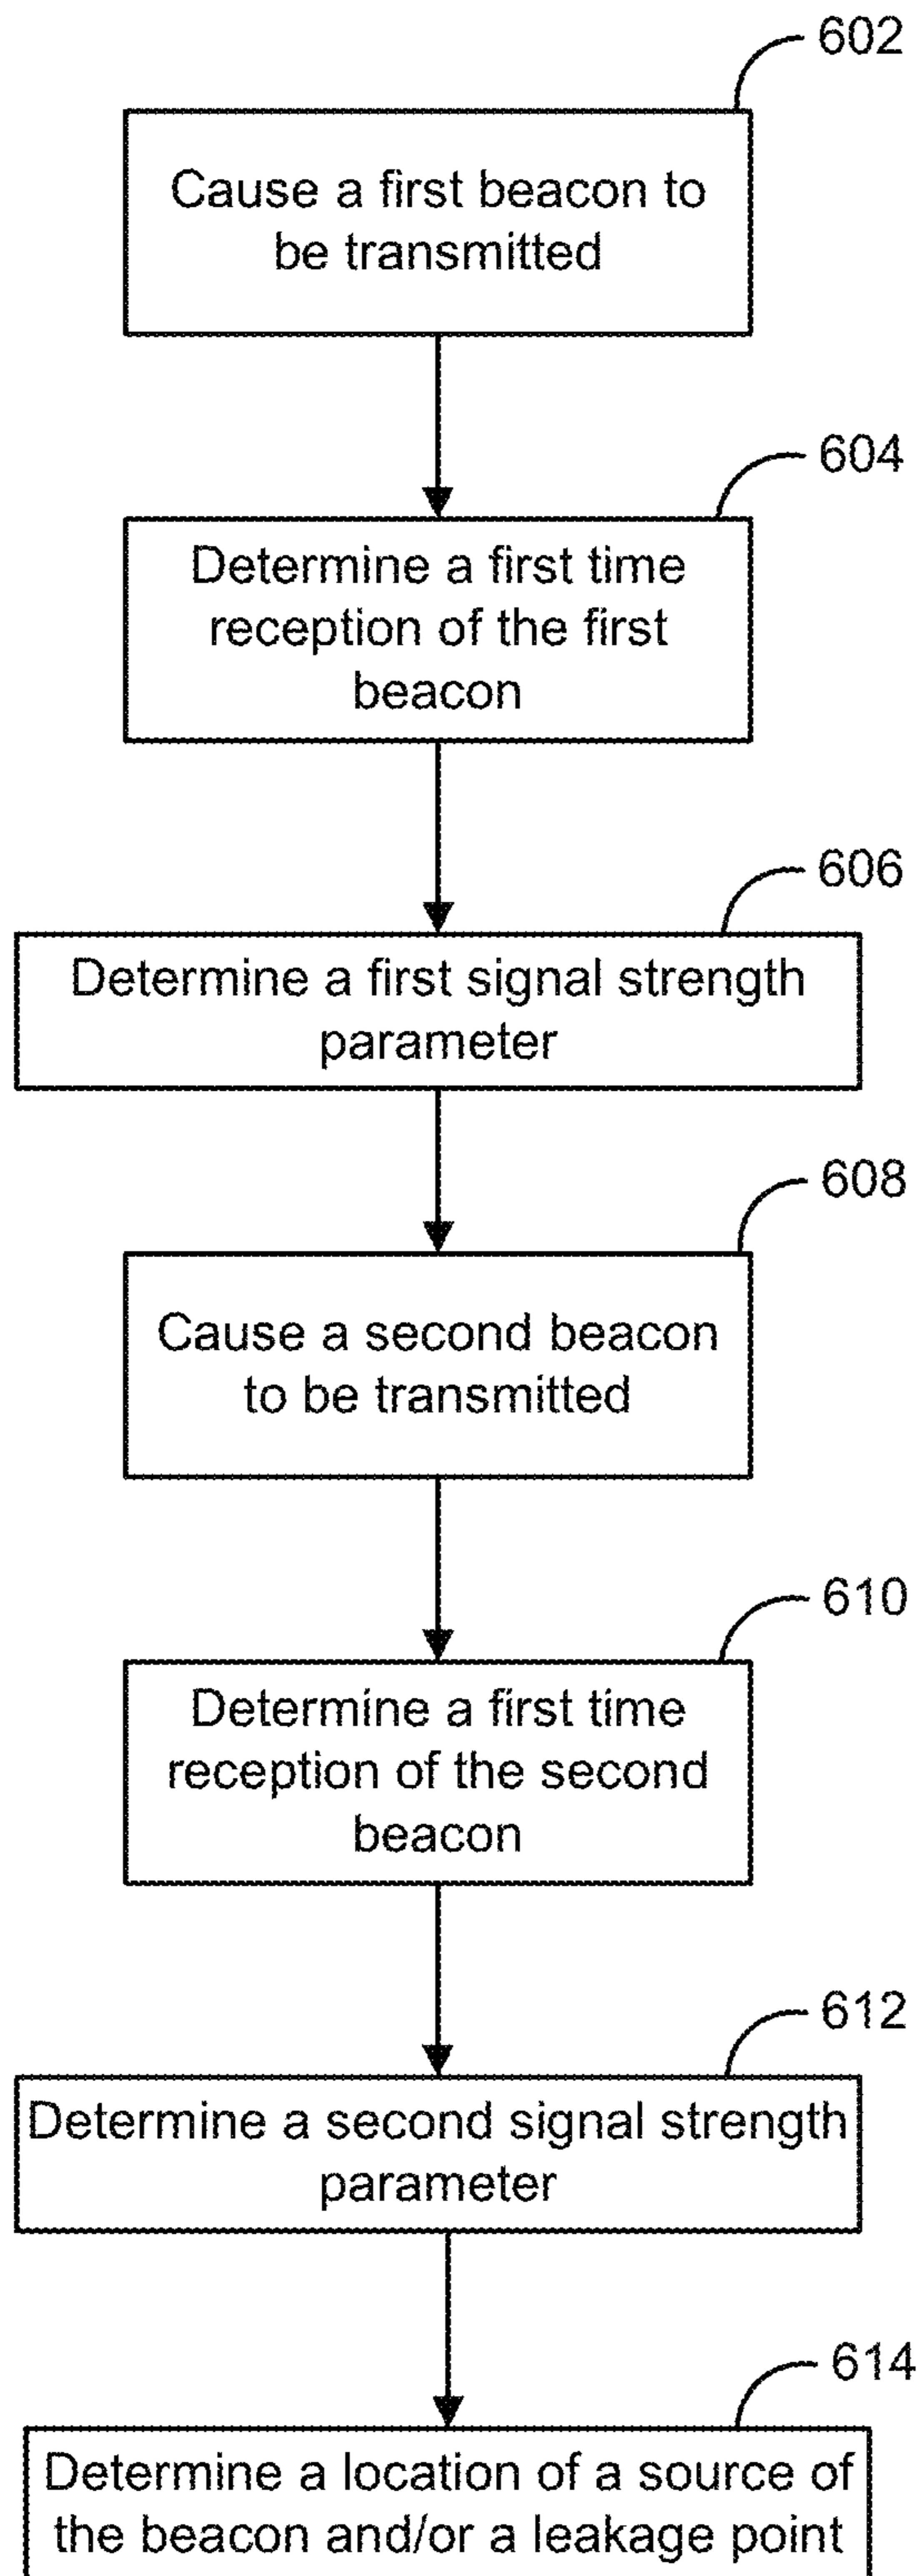 602
Cause a first beacon to
be transmitted
604
Determine a first time
reception of the first
beacon
606
Determine a first signal strength
parameter
608
Cause a second beacon
to be transmitted
610
Determine a first time
reception of the second
beacon
612
Determine a second signal strength
parameter
614
Determine a location of a source of
the beacon and/or a leakage point